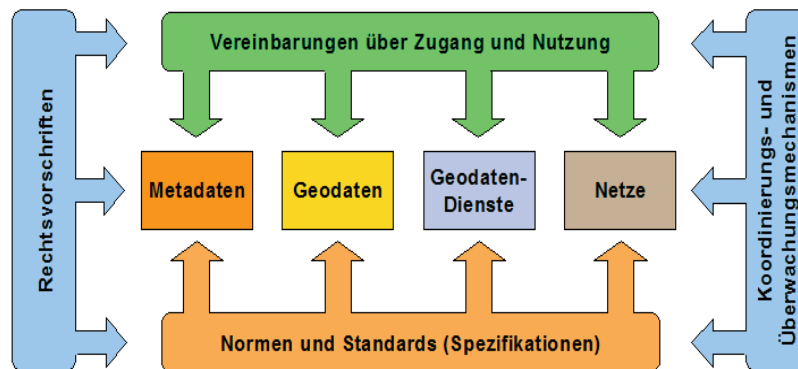 Vereinbarungen über Zugang und Nutzung
Rechtsvorschriften
Metadaten
Geodaten
Geodaten-
Dienste
Netze
Koordinierungs- und
Überwachungsmechanismen
Normen und Standards (Spezifikationen)